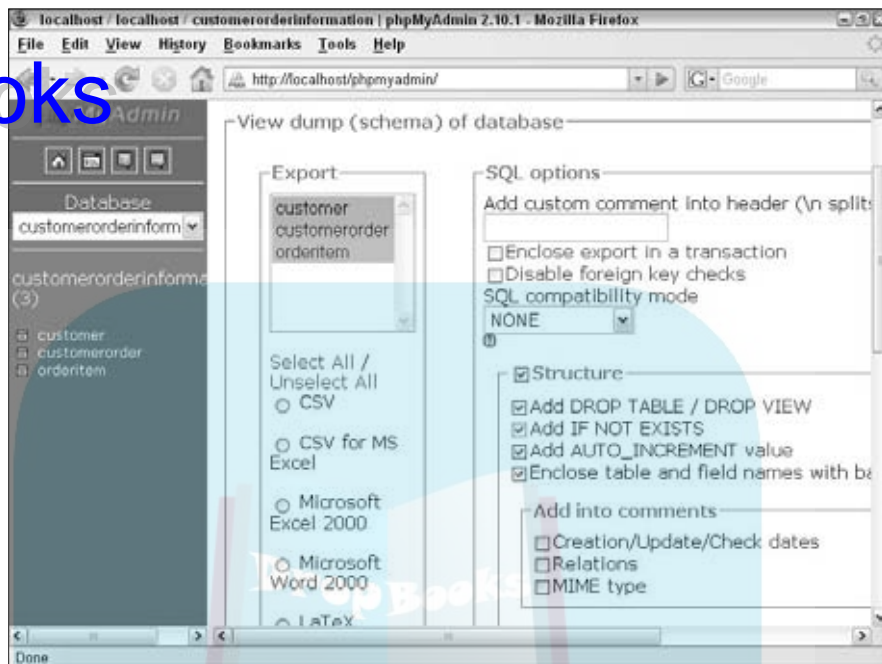 localhost / localhost / customerorderinformation | phpMyAdmin 2.10.1 - Mozilla Firefox
File Edit View History Bookmarks Tools Help
http://localhost/phpmyadmin/
G Google
oks
Admin
Database
customerorderinform
customerorderinforma
(3)
customer
customerorder
orderitem
View dump (schema) of database
Export
customer
customerorder
orderitem
Select All /
Unselect All
CSV
CSV for MS
Excel
Microsoft
Excel 2000
Microsoft
Word 2000
LaTeX
SQL options
Add custom comment into header (\n splits
Enclose export in a transaction
Disable foreign key checks
SQL compatibility mode
NONE
Structure
Add DROP TABLE / DROP VIEW
Add IF NOT EXISTS
Add AUTO_INCREMENT value
Enclose table and field names with ba
Add into comments
Creation/Update/Check dates
Relations
MIME type
DropBooks
Done